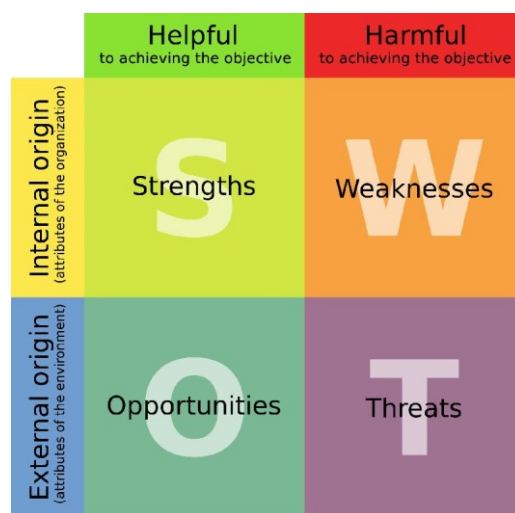 Helpful
to achieving the objective
Harmful
to achieving the objective
Internal origin
(attributes of the organization)
S
Strengths
W
Weaknesses
External origin
(attributes of the environment)
O
Opportunities
T
Threats